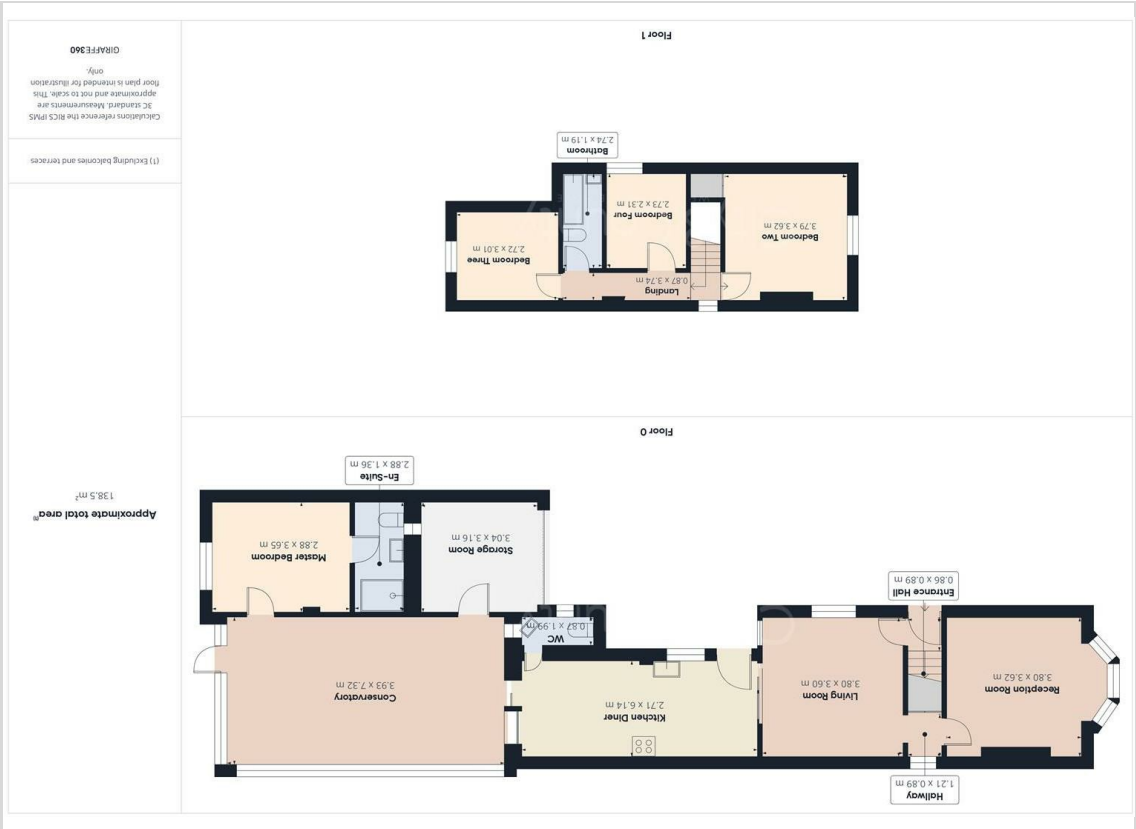 Approximate total area⁽¹⁾
138.5 m²
(1) Excluding balconies and terraces
Calculations reference the RICS IPMS
3C standard. Measurements are
approximate and not to scale. This
floor plan is intended for illustration
only.
GIRAFFE360
Hallway
1.21 x 0.89 m
Reception Room
3.80 x 3.62 m
Living Room
3.80 x 3.60 m
Kitchen Diner
2.71 x 6.14 m
Conservatory
3.93 x 7.32 m
WC
0.87 x 1.99 m
Entrance Hall
0.86 x 0.89 m
Storage Room
3.04 x 3.16 m
Master Bedroom
2.88 x 3.65 m
En-Suite
2.88 x 1.36 m
Floor 0
Landing
0.87 x 3.74 m
Bedroom Two
3.79 x 3.62 m
Bedroom Four
2.73 x 2.31 m
Bedroom Three
2.72 x 3.01 m
Bathroom
2.74 x 1.19 m
Floor 1